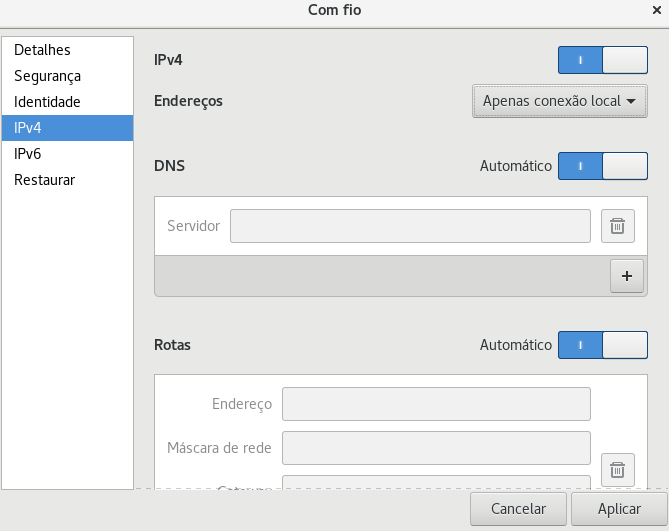 Com fio
Detalhes
Segurança
Identidade
IPv4
IPv6
Restaurar
IPv4
Endereços
Apenas conexão local
DNS
Automático
Servidor
+
Rotas
Automático
Endereço
Máscara de rede
Cancelar
Aplicar